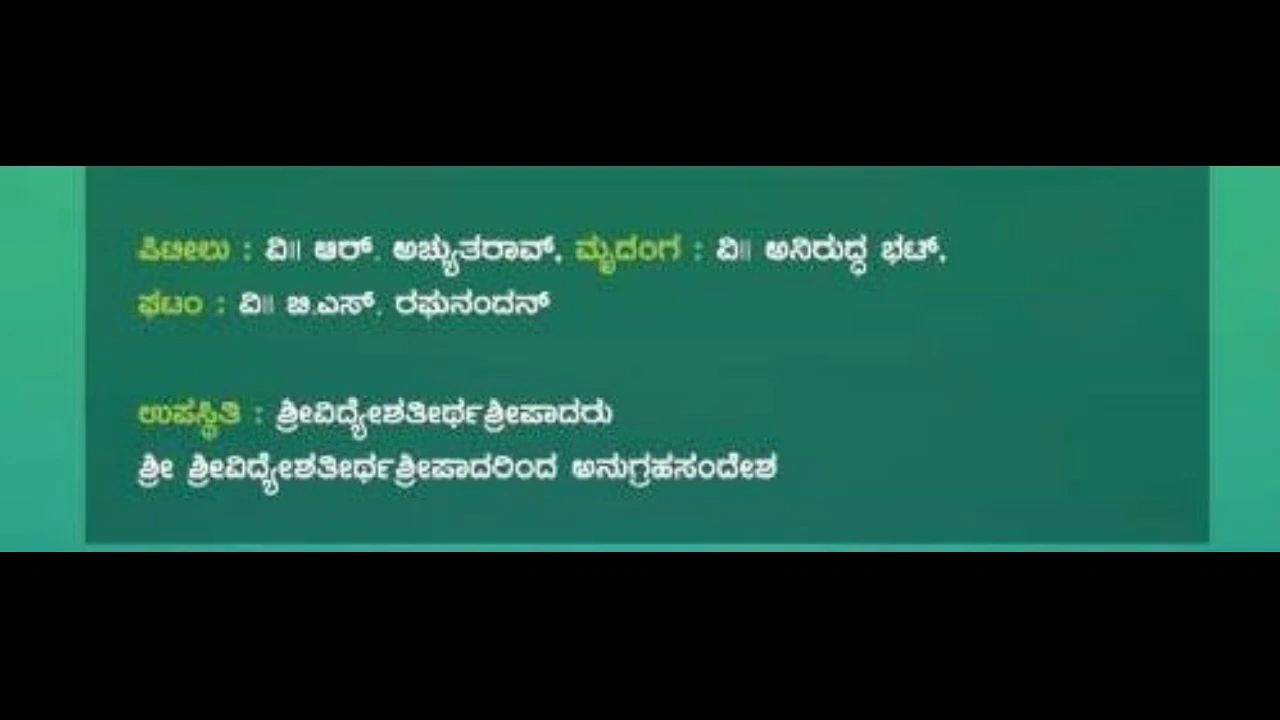 ಪಿಟೀಲು : ವಿ॥ ಆರ್. ಅಚ್ಯುತರಾವ್, ಮೃದಂಗ : ವಿ॥ ಅನಿರುದ್ಧ ಭಟ್,
ಘಟಂ : ವಿ॥ ಜಿ.ಎಸ್. ರಘುನಂದನ್
ಉಪಸ್ಥಿತಿ : ಶ್ರೀವಿದ್ಯೇಶತೀರ್ಥಶ್ರೀಪಾದರು
ಶ್ರೀ ಶ್ರೀವಿದ್ಯೇಶತೀರ್ಥಶ್ರೀಪಾದರಿಂದ ಅನುಗ್ರಹಸಂದೇಶ